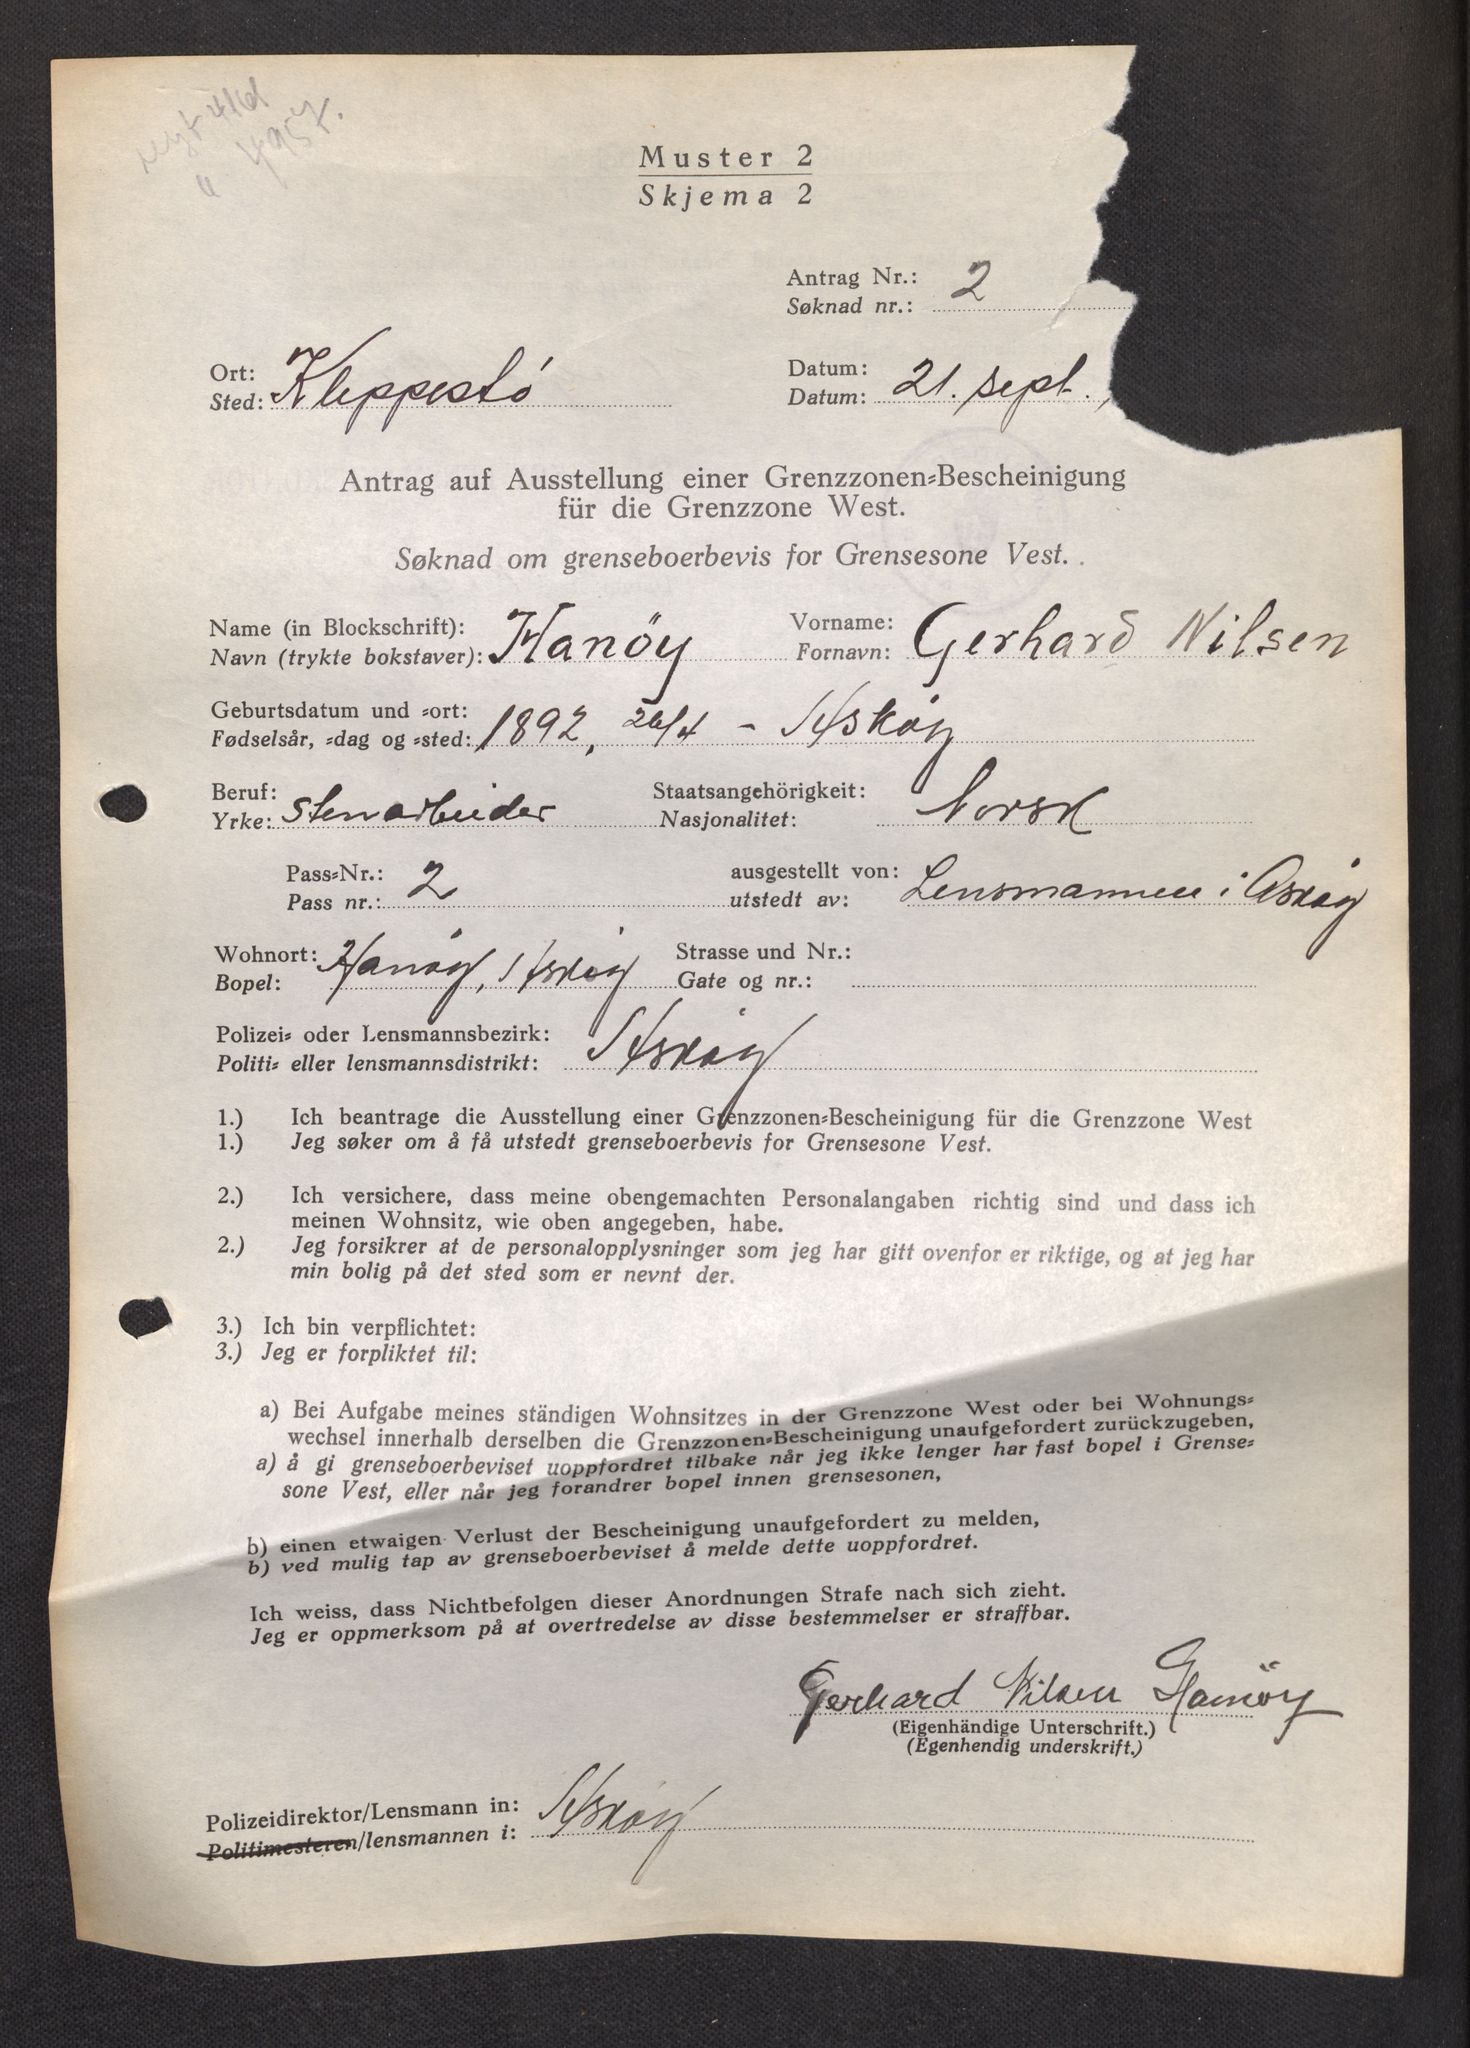 Muster 2
Skjema 2
Antrag Nr.:
Søknad nr.: 2
Ort:
Sted: Kleppestö
Datum:
Datum: 21. sept.,
Antrag auf Ausstellung einer Grenzzonen=Bescheinigung
für die Grenzzone West.
Søknad om grenseboerbevis for Grensesone Vest.
Name (in Blockschrift):
Navn (trykte bokstaver): Hanöy
Vorname:
Fornavn: Gerhard Nilsen
Geburtsdatum und =ort:
Fødselsår, =dag og =sted: 1892, 26/4 - Asköy
Beruf:
Yrke: stenarbeider
Staatsangehörigkeit:
Nasjonalitet: Norsk
Pass=Nr.:
Pass nr.: 2
ausgestellt von:
utstedt av: Lensmannen i Asköy
Wohnort:
Bopel: Hanöy, Asköy
Strasse und Nr.:
Gate og nr.:
Polizei= oder Lensmannsbezirk:
Politi= eller lensmannsdistrikt: Asköy
1.) Ich beantrage die Ausstellung einer Grenzzonen=Bescheinigung für die Grenzzone West
1.) Jeg søker om å få utstedt grenseboerbevis for Grensesone Vest.
2.) Ich versichere, dass meine obengemachten Personalangaben richtig sind und dass ich
meinen Wohnsitz, wie oben angegeben, habe.
2.) Jeg forsikrer at de personalopplysninger som jeg har gitt ovenfor er riktige, og at jeg har
min bolig på det sted som er nevnt der.
3.) Ich bin verpflichtet:
3.) Jeg er forpliktet til:
a) Bei Aufgabe meines ständigen Wohnsitzes in der Grenzzone West oder bei Wohnungs=
wechsel innerhalb derselben die Grenzzonen=Bescheinigung unaufgefordert zurückzugeben,
a) å gi grenseboerbeviset uoppfordret tilbake når jeg ikke lenger har fast bopel i Grense=
sone Vest, eller når jeg forandrer bopel innen grensesonen,
b) einen etwaigen Verlust der Bescheinigung unaufgefordert zu melden,
b) ved mulig tap av grenseboerbeviset å melde dette uoppfordret.
Ich weiss, dass Nichtbefolgen dieser Anordnungen Strafe nach sich zieht.
Jeg er oppmerksom på at overtredelse av disse bestemmelser er straffbar.
Gerhard Nilsen Hanöy
(Eigenhändige Unterschrift.)
(Egenhendig underskrift.)
Polizeidirektor/Lensmann in:
Politimesteren/lensmannen i: Asköy